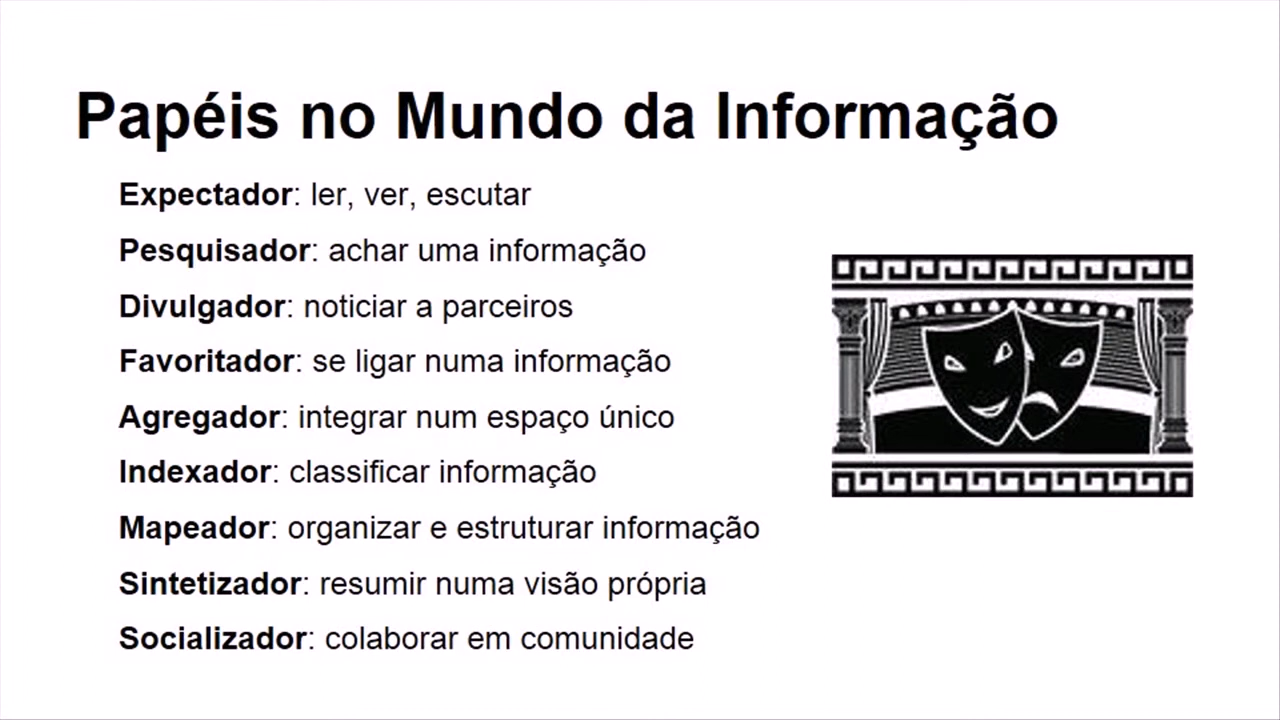 Papéis no Mundo da Informação
Expectador: ler, ver, escutar
Pesquisador: achar uma informação
Divulgador: noticiar a parceiros
Favoritador: se ligar numa informação
Agregador: integrar num espaço único
Indexador: classificar informação
Mapeador: organizar e estruturar informação
Sintetizador: resumir numa visão própria
Socializador: colaborar em comunidade